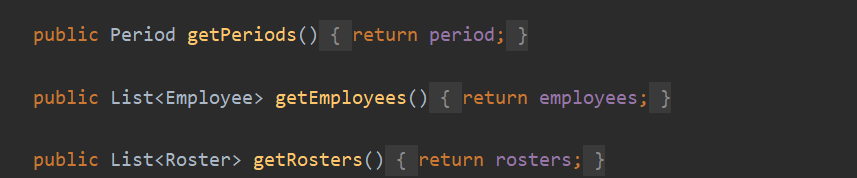 public Period getPeriods() { return period; }
public List<Employee> getEmployees() { return employees; }
public List<Roster> getRosters() { return rosters; }